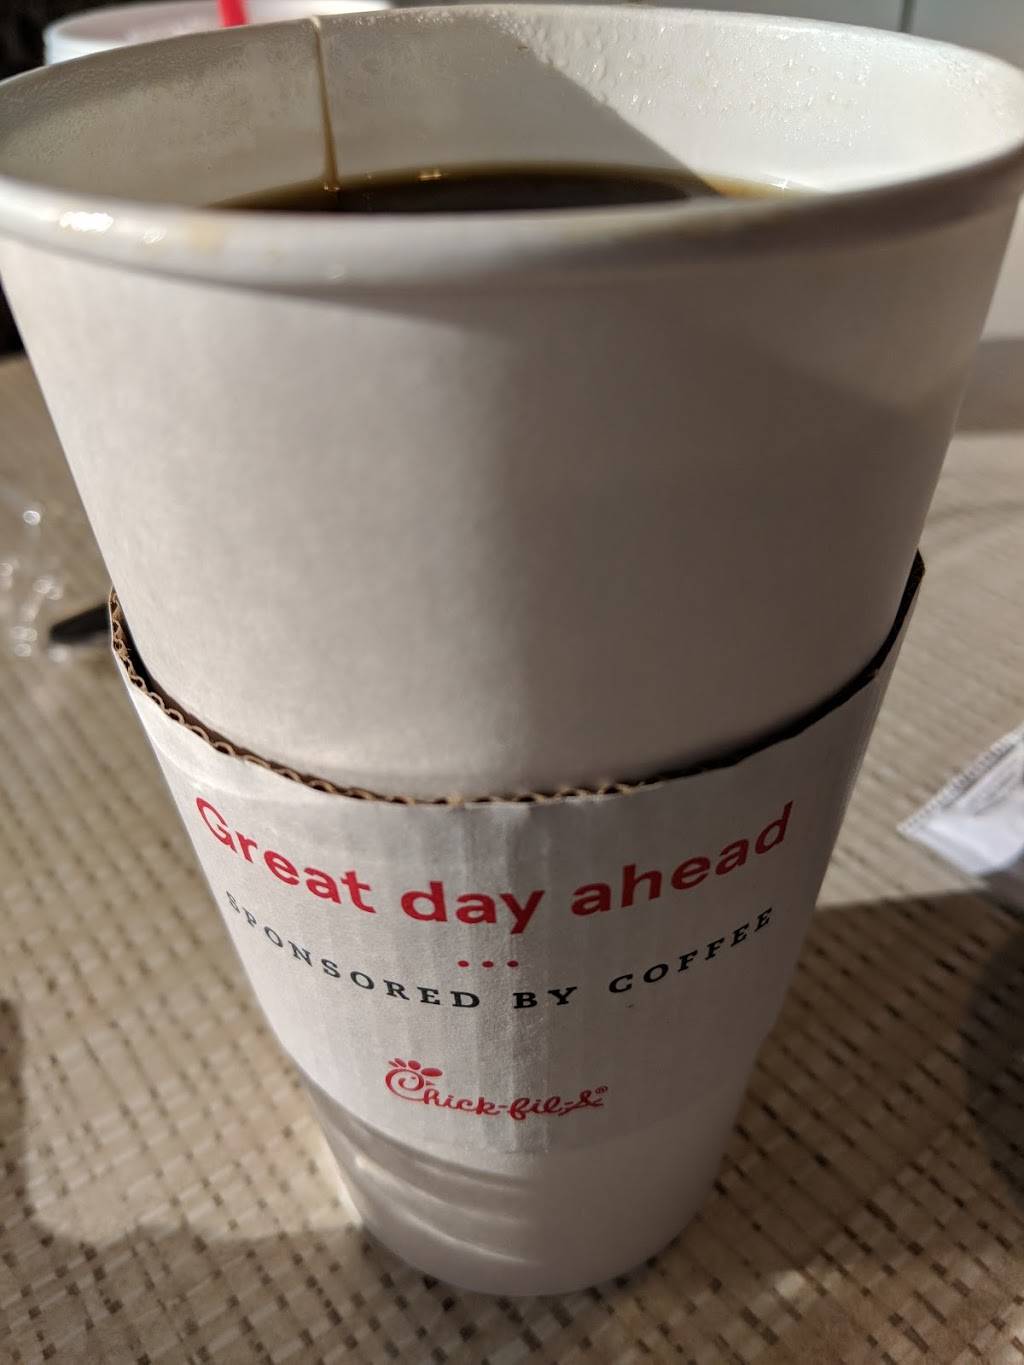 Great day ahead
SPONSORED BY COFFEE
Chick-fil-A®